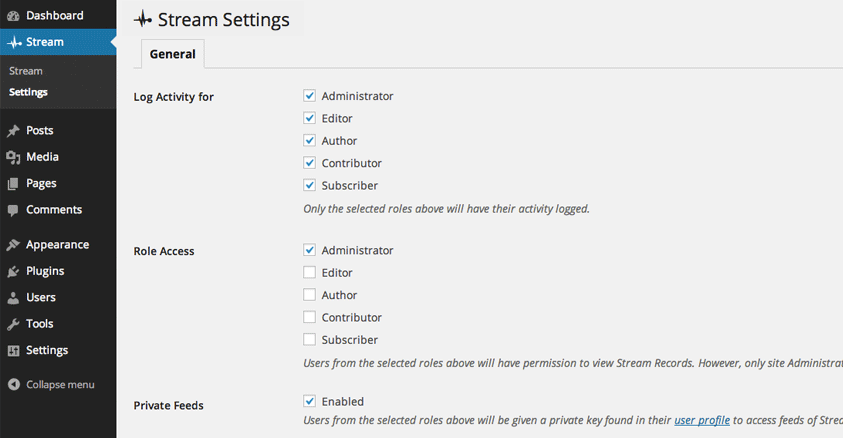 Dashboard
Stream
Stream
Settings
Posts
Media
Pages
Comments
Appearance
Plugins
Users
Tools
Settings
Collapse menu
Stream Settings
General
Log Activity for
Administrator
Editor
Author
Contributor
Subscriber
Only the selected roles above will have their activity logged.
Role Access
Administrator
Editor
Author
Contributor
Subscriber
Users from the selected roles above will have permission to view Stream Records. However, only site Administra
Private Feeds
Enabled
Users from the selected roles above will be given a private key found in their user profile to access feeds of Strea